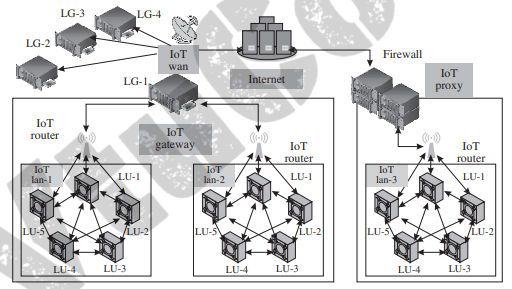 LG-3
LG-4
LG-2
IoT
wan
Internet
Firewall
IoT
proxy
LG-1
IoT
router
IoT
gateway
IoT
router
IoT
router
IoT
lan-1
LU-1
LU-5
LU-2
LU-4
LU-3
IoT
lan-2
LU-1
LU-5
LU-2
LU-4
LU-3
IoT
lan-3
LU-1
LU-5
LU-2
LU-4
LU-3